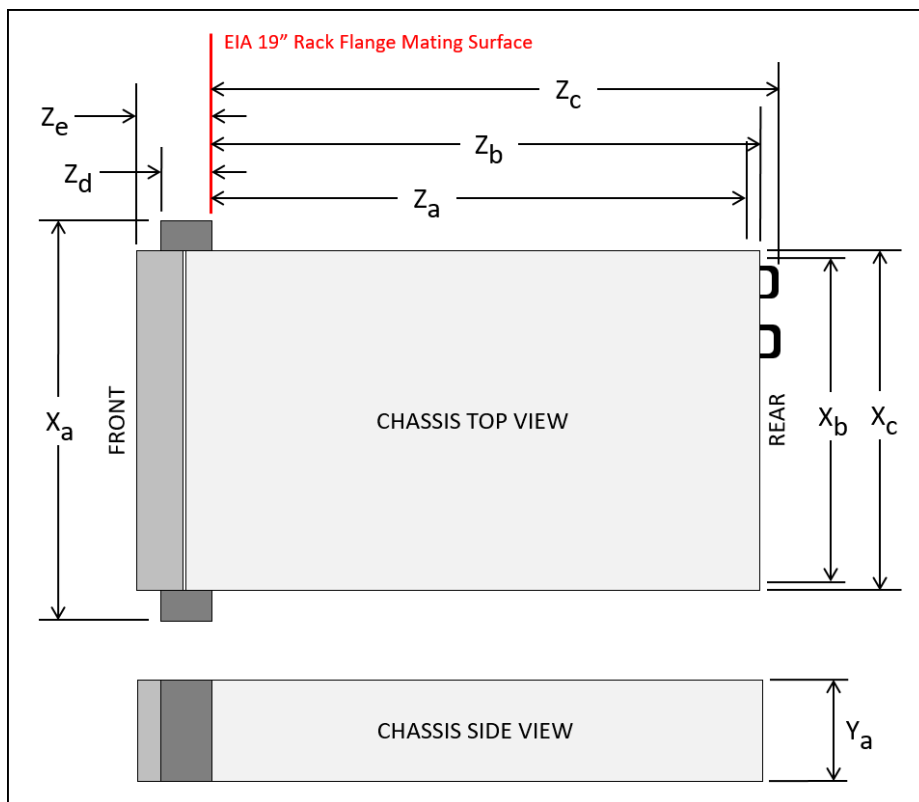 EIA 19” Rack Flange Mating Surface
Zc
Ze
Zb
Zd
Za
Xa
FRONT
CHASSIS TOP VIEW
REAR
Xb
Xc
CHASSIS SIDE VIEW
Ya